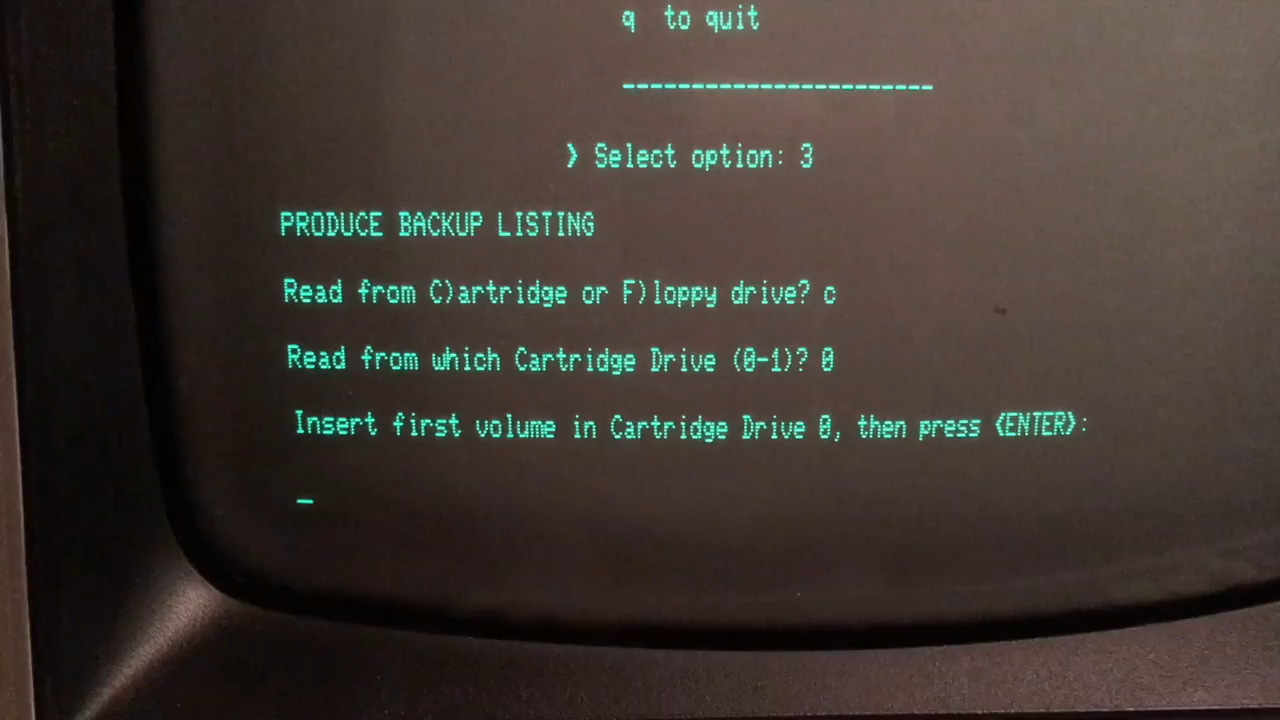 q  to quit
-----------------------
> Select option: 3
PRODUCE BACKUP LISTING
Read from C)artridge or F)loppy drive? c
Read from which Cartridge Drive (0-1)? 0
Insert first volume in Cartridge Drive 0, then press <ENTER>:
_